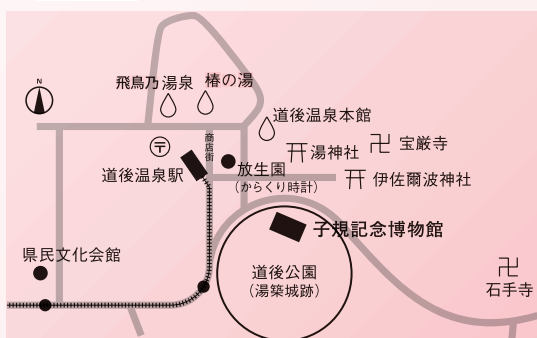 飛鳥乃湯泉
椿の湯
N
道後温泉本館
商店街
湯神社
宝厳寺
道後温泉駅
放生園
（からくり時計）
伊佐爾波神社
子規記念博物館
県民文化会館
道後公園
（湯築城跡）
石手寺